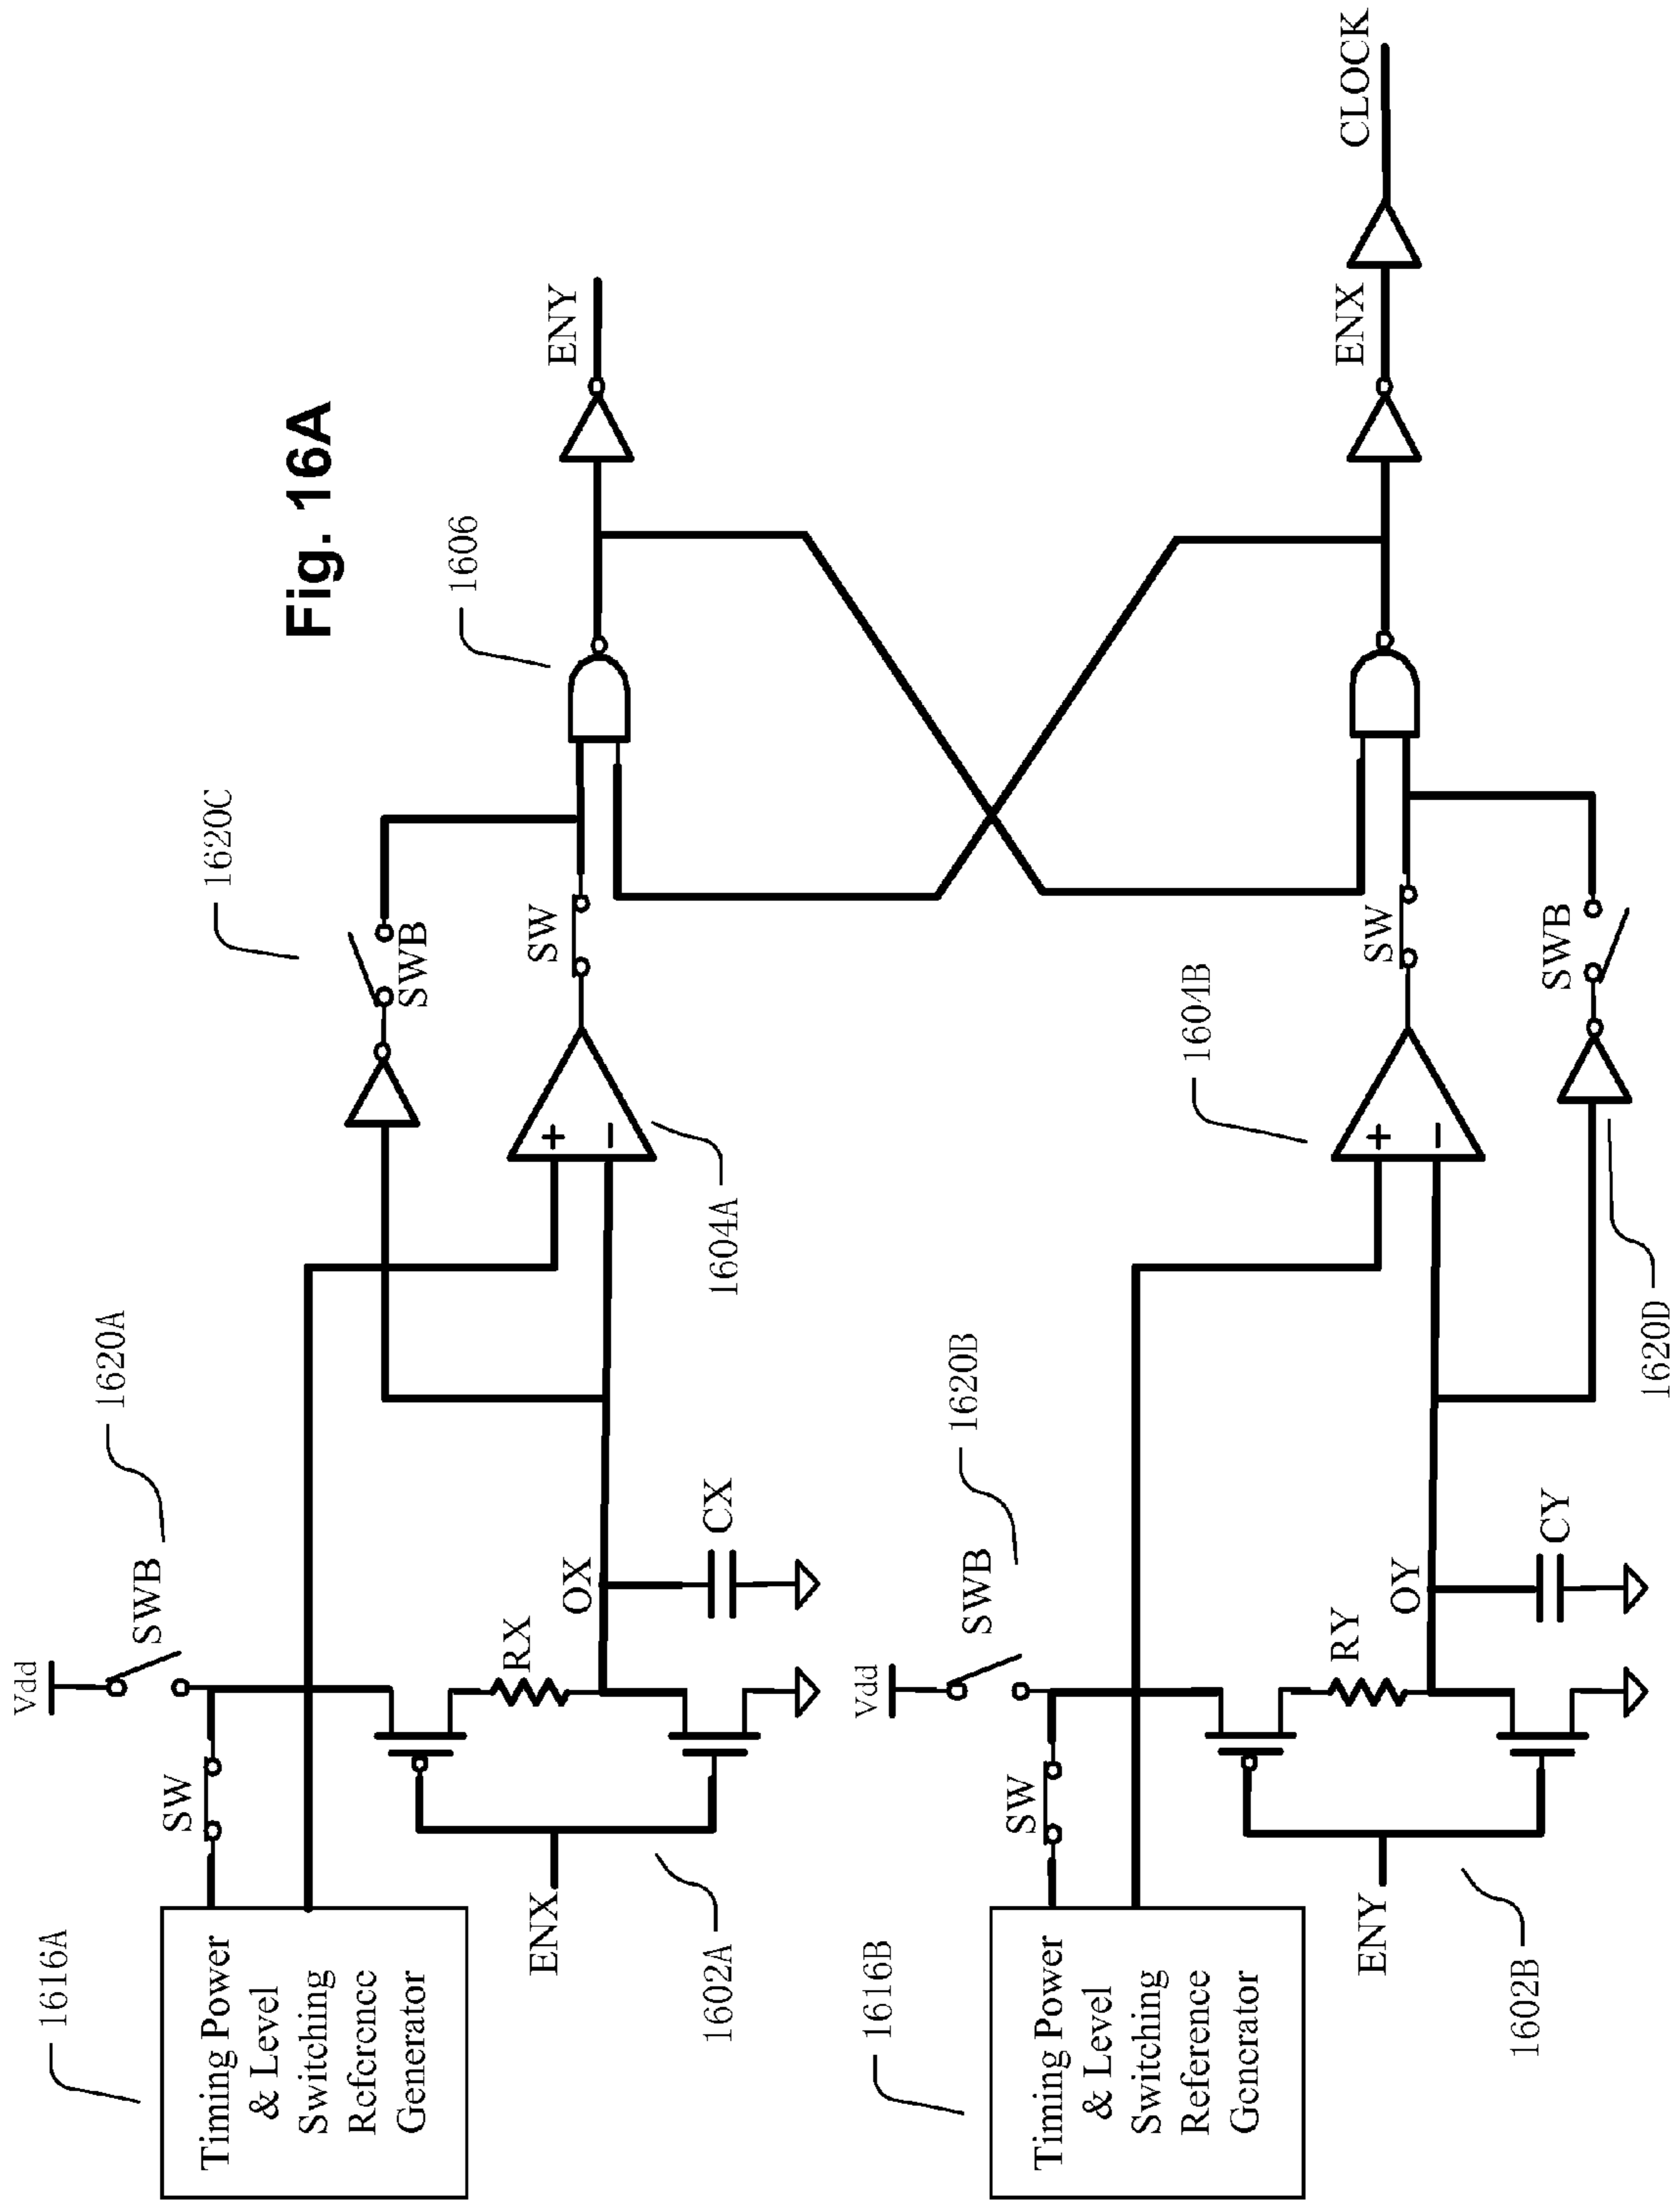 Fig. 16A
1616A
Timing Power
& Level
Switching
Reference
Generator
SW
Vdd
SWB
1620A
ENX
1602A
RX
OX
CX
1604A
+
−
1620C
SWB
SW
1606
ENY
1616B
Timing Power
& Level
Switching
Reference
Generator
SW
Vdd
SWB
1620B
ENY
1602B
RY
OY
CY
1604B
+
−
1620D
SWB
SW
ENX
CLOCK